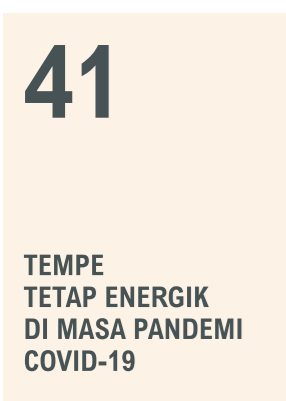 41
TEMPE
TETAP ENERGIK
DI MASA PANDEMI
COVID-19